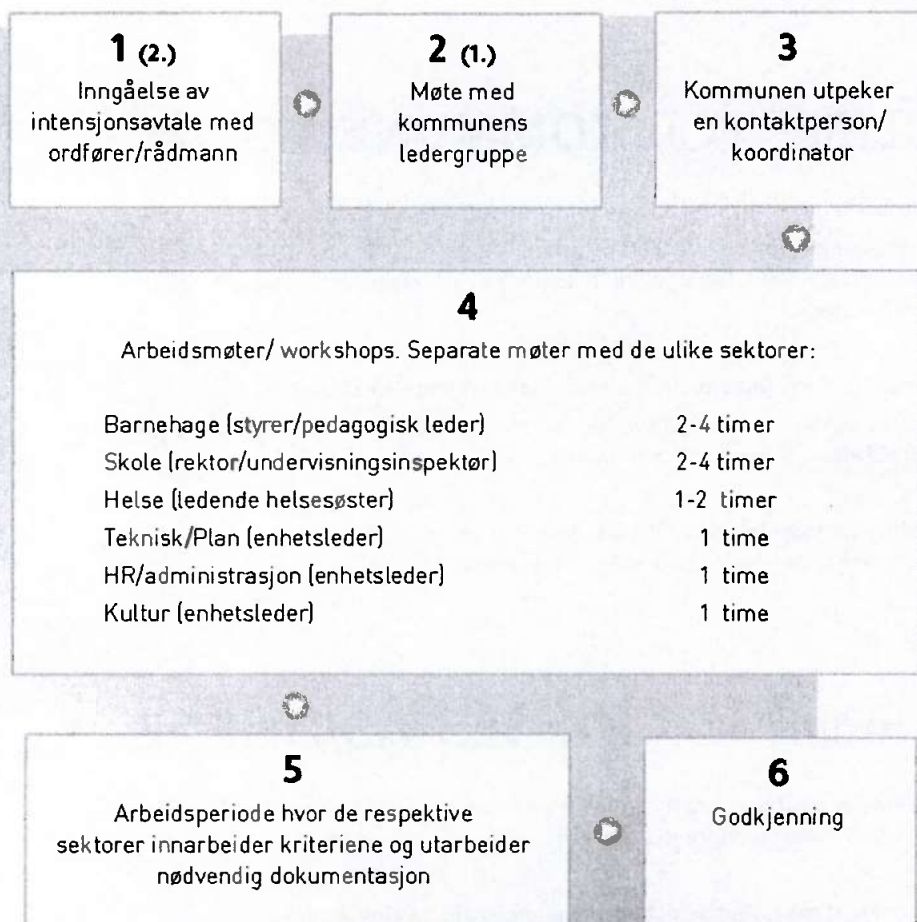 1 (2.)
Inngåelse av
intensjonsavtale med
ordfører/rådmann
2 (1.)
Møte med
kommunens
ledergruppe
3
Kommunen utpeker
en kontaktperson/
koordinator
4
Arbeidsmøter/ workshops. Separate møter med de ulike sektorer:
Barnehage (styrer/pedagogisk leder) 2-4 timer
Skole (rektor/undervisningsinspektør) 2-4 timer
Helse (ledende helsesøster) 1-2 timer
Teknisk/Plan (enhetsleder) 1 time
HR/administrasjon (enhetsleder) 1 time
Kultur (enhetsleder) 1 time
5
Arbeidsperiode hvor de respektive
sektorer innarbeider kriteriene og utarbeider
nødvendig dokumentasjon
6
Godkjenning